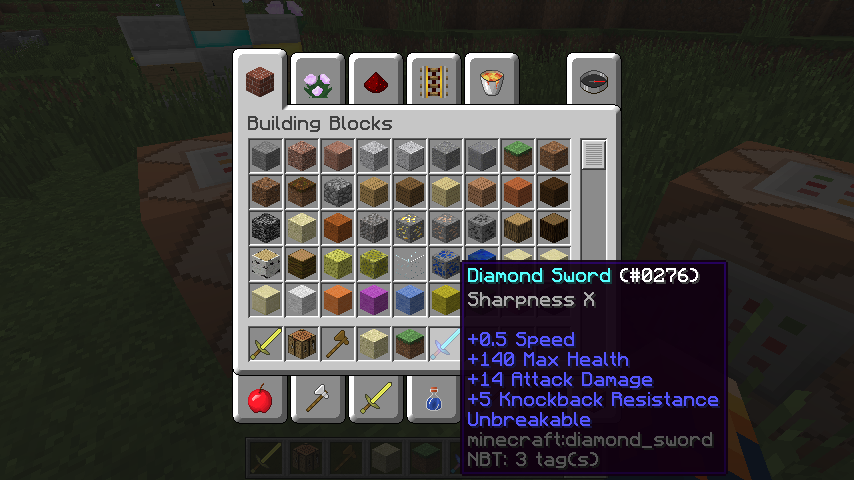 Building Blocks
Diamond Sword (#0276)
Sharpness X
+0.5 Speed
+140 Max Health
+14 Attack Damage
+5 Knockback Resistance
Unbreakable
minecraft:diamond_sword
NBT: 3 tag(s)